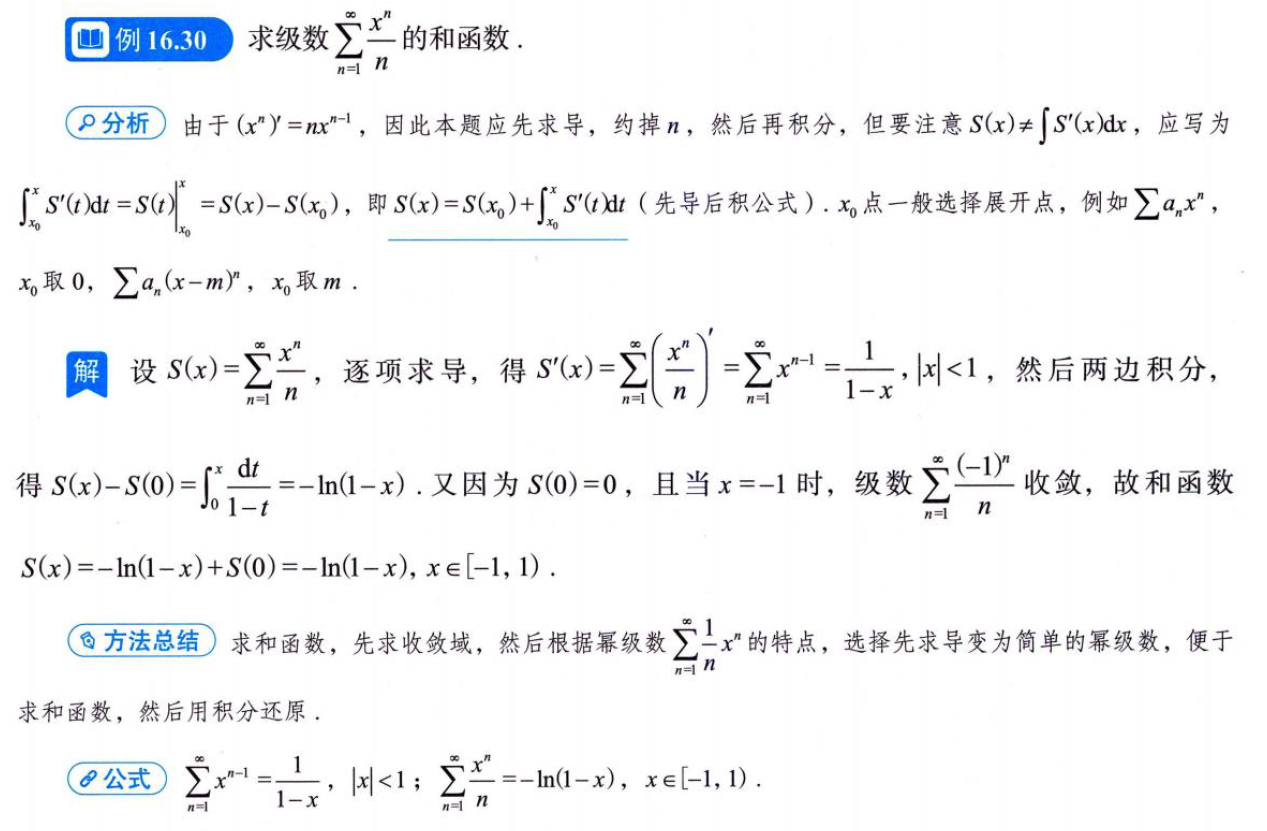 例 16.30 求级数 $\sum_{n=1}^{\infty}\frac{x^n}{n}$ 的和函数.
分析 由于 $(x^n)'=nx^{n-1}$，因此本题应先求导，约掉 $n$，然后再积分，但要注意 $S(x)\neq\int S'(x)\mathrm{d}x$，应写为
$\int_{x_0}^{x}S'(t)\mathrm{d}t=S(t)\Big|_{x_0}^{x}=S(x)-S(x_0)$，即 $S(x)=S(x_0)+\int_{x_0}^{x}S'(t)\mathrm{d}t$（先导后积公式）. $x_0$ 点一般选择展开点，例如 $\sum a_nx^n$，
$x_0$ 取 0，$\sum a_n(x-m)^n$，$x_0$ 取 $m$.
解 设 $S(x)=\sum_{n=1}^{\infty}\frac{x^n}{n}$，逐项求导，得 $S'(x)=\sum_{n=1}^{\infty}\left(\frac{x^n}{n}\right)'=\sum_{n=1}^{\infty}x^{n-1}=\frac{1}{1-x},|x|<1$，然后两边积分，
得 $S(x)-S(0)=\int_{0}^{x}\frac{\mathrm{d}t}{1-t}=-\ln(1-x)$. 又因为 $S(0)=0$，且当 $x=-1$ 时，级数 $\sum_{n=1}^{\infty}\frac{(-1)^n}{n}$ 收敛，故和函数
$S(x)=-\ln(1-x)+S(0)=-\ln(1-x),x\in[-1,1)$.
方法总结 求和函数，先求收敛域，然后根据幂级数 $\sum_{n=1}^{\infty}\frac{1}{n}x^n$ 的特点，选择先求导变为简单的幂级数，便于
求和函数，然后用积分还原.
公式 $\sum_{n=1}^{\infty}x^{n-1}=\frac{1}{1-x}$，$|x|<1$；$\sum_{n=1}^{\infty}\frac{x^n}{n}=-\ln(1-x)$，$x\in[-1,1)$.